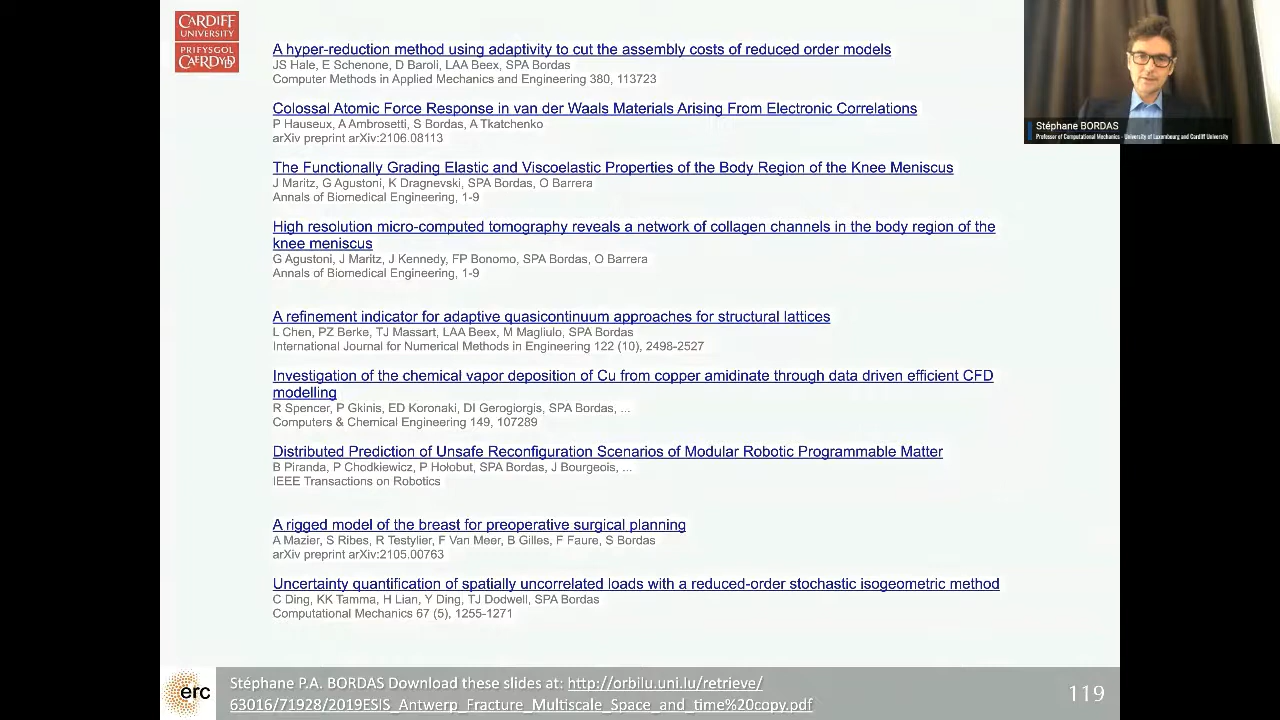 CARDIFF
UNIVERSITY
PRIFYSGOL
CAERDYDD
A hyper-reduction method using adaptivity to cut the assembly costs of reduced order models
JS Hale, E Schenone, D Baroli, LAA Beex, SPA Bordas
Computer Methods in Applied Mechanics and Engineering 380, 113723
Colossal Atomic Force Response in van der Waals Materials Arising From Electronic Correlations
P Hauseux, A Ambrosetti, S Bordas, A Tkatchenko
arXiv preprint arXiv:2106.08113
The Functionally Grading Elastic and Viscoelastic Properties of the Body Region of the Knee Meniscus
J Maritz, G Agustoni, K Dragnevski, SPA Bordas, O Barrera
Annals of Biomedical Engineering, 1-9
High resolution micro-computed tomography reveals a network of collagen channels in the body region of the
knee meniscus
G Agustoni, J Maritz, J Kennedy, FP Bonomo, SPA Bordas, O Barrera
Annals of Biomedical Engineering, 1-9
A refinement indicator for adaptive quasicontinuum approaches for structural lattices
L Chen, PZ Berke, TJ Massart, LAA Beex, M Magliulo, SPA Bordas
International Journal for Numerical Methods in Engineering 122 (10), 2498-2527
Investigation of the chemical vapor deposition of Cu from copper amidinate through data driven efficient CFD
modelling
R Spencer, P Gkinis, ED Koronaki, DI Gerogiorgis, SPA Bordas, ...
Computers & Chemical Engineering 149, 107289
Distributed Prediction of Unsafe Reconfiguration Scenarios of Modular Robotic Programmable Matter
B Piranda, P Chodkiewicz, P Hołobut, SPA Bordas, J Bourgeois, ...
IEEE Transactions on Robotics
A rigged model of the breast for preoperative surgical planning
A Mazier, S Ribes, R Testylier, F Van Meer, B Gilles, F Faure, S Bordas
arXiv preprint arXiv:2105.00763
Uncertainty quantification of spatially uncorrelated loads with a reduced-order stochastic isogeometric method
C Ding, KK Tamma, H Lian, Y Ding, TJ Dodwell, SPA Bordas
Computational Mechanics 67 (5), 1255-1271
Stéphane BORDAS
Professor of Computational Mechanics - University of Luxembourg and Cardiff University
erc
Stéphane P.A. BORDAS Download these slides at: http://orbilu.uni.lu/retrieve/
63016/71928/2019ESIS_Antwerp_Fracture_Multiscale_Space_and_time%20copy.pdf
119